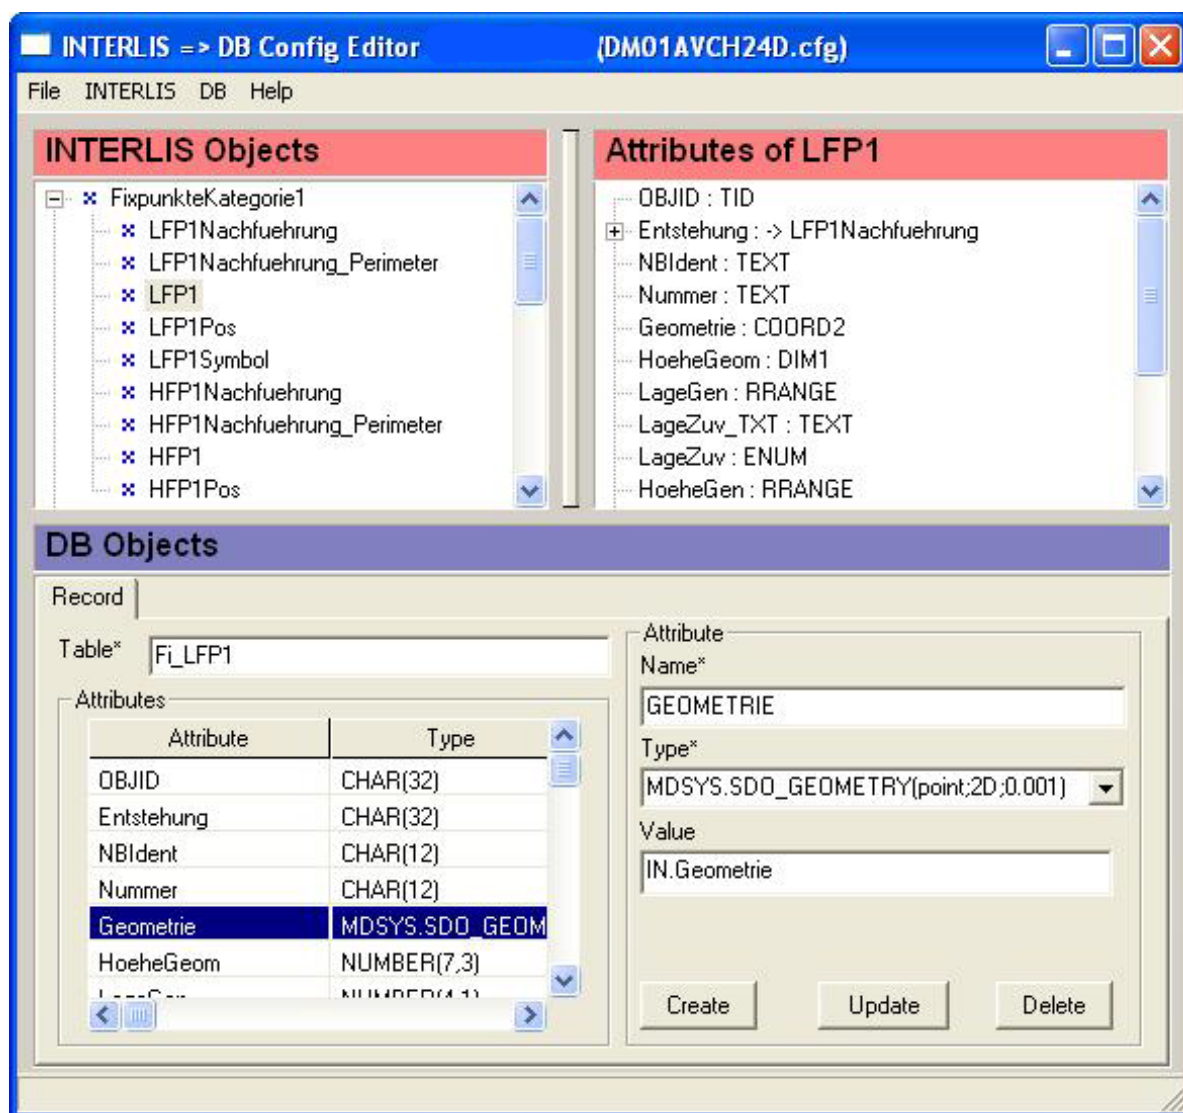 INTERLIS => DB Config Editor (DM01AVCH24D.cfg)
File INTERLIS DB Help
INTERLIS Objects
FixpunkteKategorie1
LFP1Nachfuehrung
LFP1Nachfuehrung_Perimeter
LFP1
LFP1Pos
LFP1Symbol
HFP1Nachfuehrung
HFP1Nachfuehrung_Perimeter
HFP1
HFP1Pos
Attributes of LFP1
OBJID : TID
Entstehung : -> LFP1Nachfuehrung
NBIdent : TEXT
Nummer : TEXT
Geometrie : COORD2
HoeheGeom : DIM1
LageGen : RRANGE
LageZuv_TXT : TEXT
LageZuv : ENUM
HoeheGen : RRANGE
DB Objects
Record
Table* Fi_LFP1
Attributes
Attribute Type
OBJID CHAR(32)
Entstehung CHAR(32)
NBIdent CHAR(12)
Nummer CHAR(12)
Geometrie MDSYS.SDO_GEOM
HoeheGeom NUMBER(7,3)
LageGen NUMBER(4,1)
Attribute
Name*
GEOMETRIE
Type*
MDSYS.SDO_GEOMETRY(point;2D;0.001)
Value
IN.Geometrie
Create Update Delete